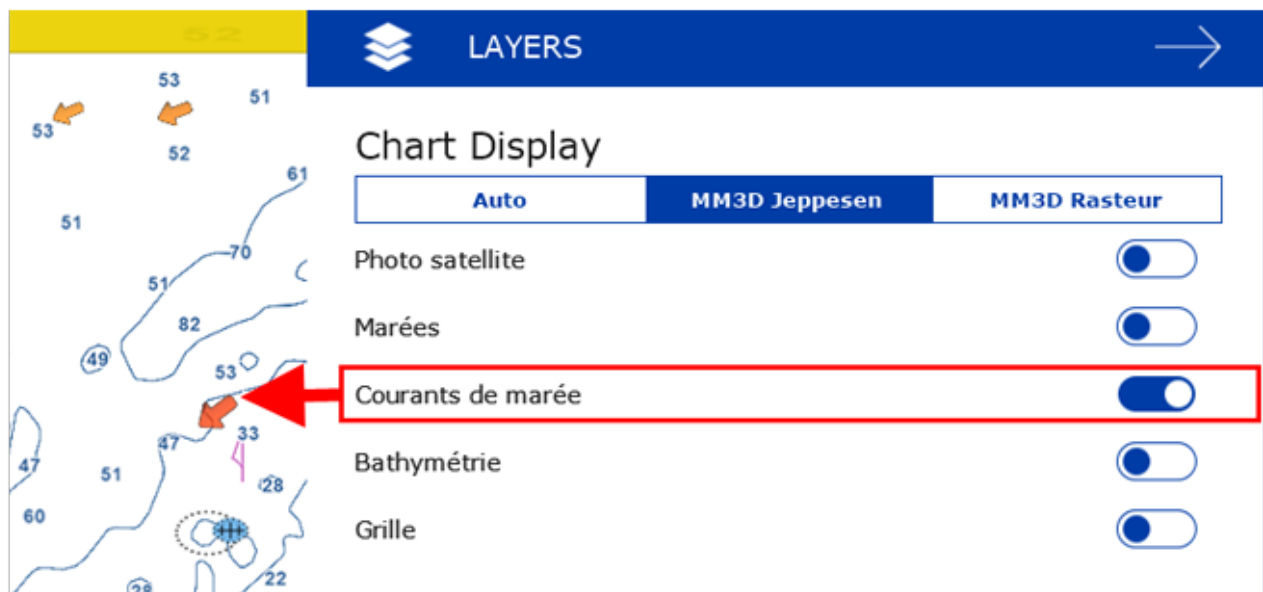 52
LAYERS
53
51
53
52
Chart Display
61
Auto
MM3D Jeppesen
MM3D Rasteur
51
70
Photo satellite
51
82
Marées
49
53
Courants de marée
33
47
47
51
Bathymétrie
28
60
Grille
22
28